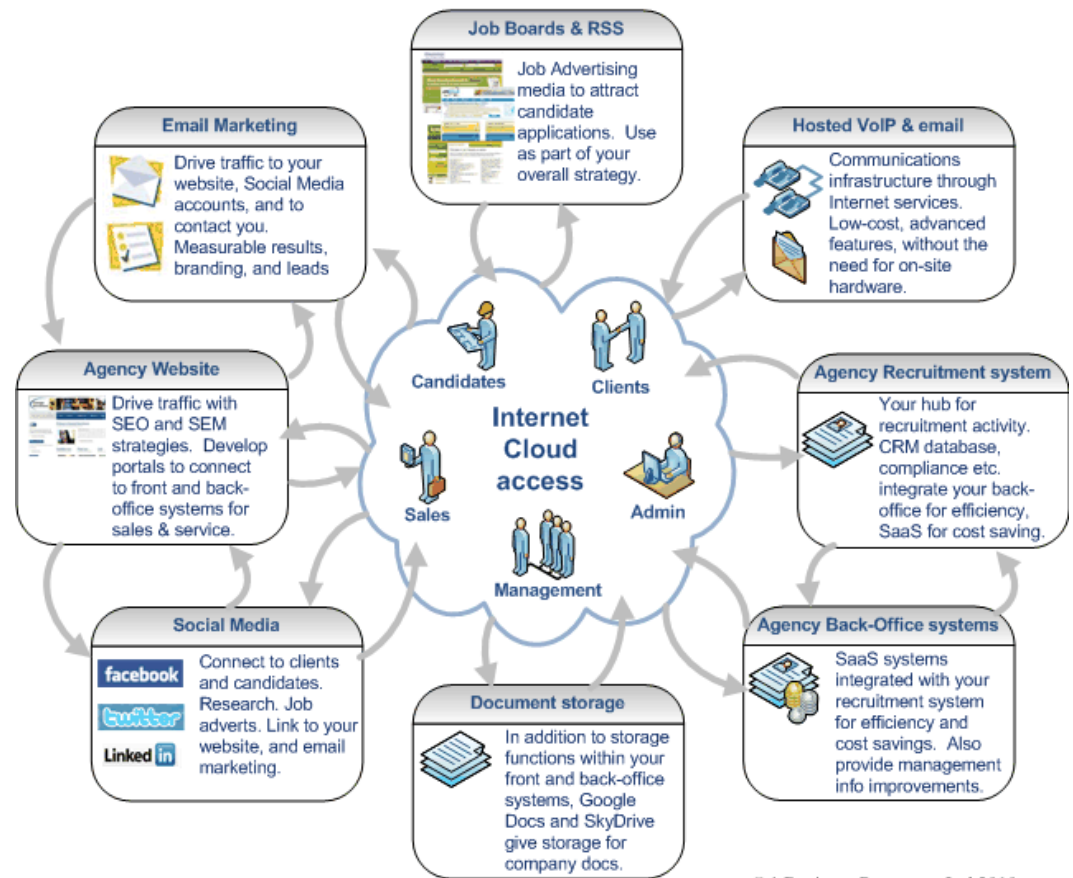 Job Boards & RSS
Job Advertising
media to attract
candidate
applications. Use
as part of your
overall strategy.
Email Marketing
Drive traffic to your
website, Social Media
accounts, and to
contact you.
Measurable results,
branding, and leads
Hosted VoIP & email
Communications
infrastructure through
Internet services.
Low-cost, advanced
features, without the
need for on-site
hardware.
Agency Website
Drive traffic with
SEO and SEM
strategies. Develop
portals to connect
to front and back-
office systems for
sales & service.
Candidates
Clients
Internet
Cloud
access
Sales
Admin
Management
Agency Recruitment system
Your hub for
recruitment activity.
CRM database,
compliance etc.
integrate your back-
office for efficiency,
SaaS for cost saving.
Social Media
facebook
twitter
Linked in
Connect to clients
and candidates.
Research. Job
adverts. Link to your
website, and email
marketing.
Document storage
In addition to storage
functions within your
front and back-office
systems, Google
Docs and SkyDrive
give storage for
company docs.
Agency Back-Office systems
SaaS systems
integrated with your
recruitment system
for efficiency and
cost savings. Also
provide management
info improvements.